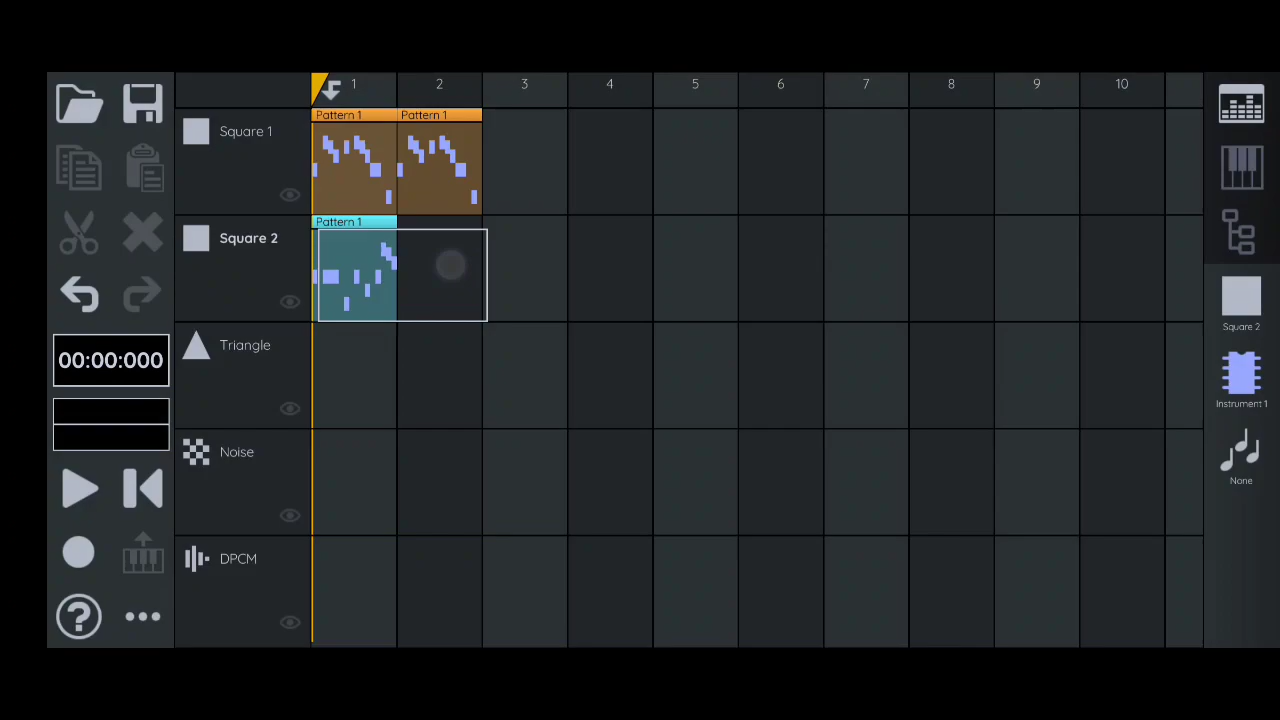 1 2 3 4 5 6 7 8 9 10
Pattern 1 Pattern 1
Square 1
Pattern 1
Square 2
Triangle
Noise
DPCM
00:00:000
Square 2
Instrument 1
None